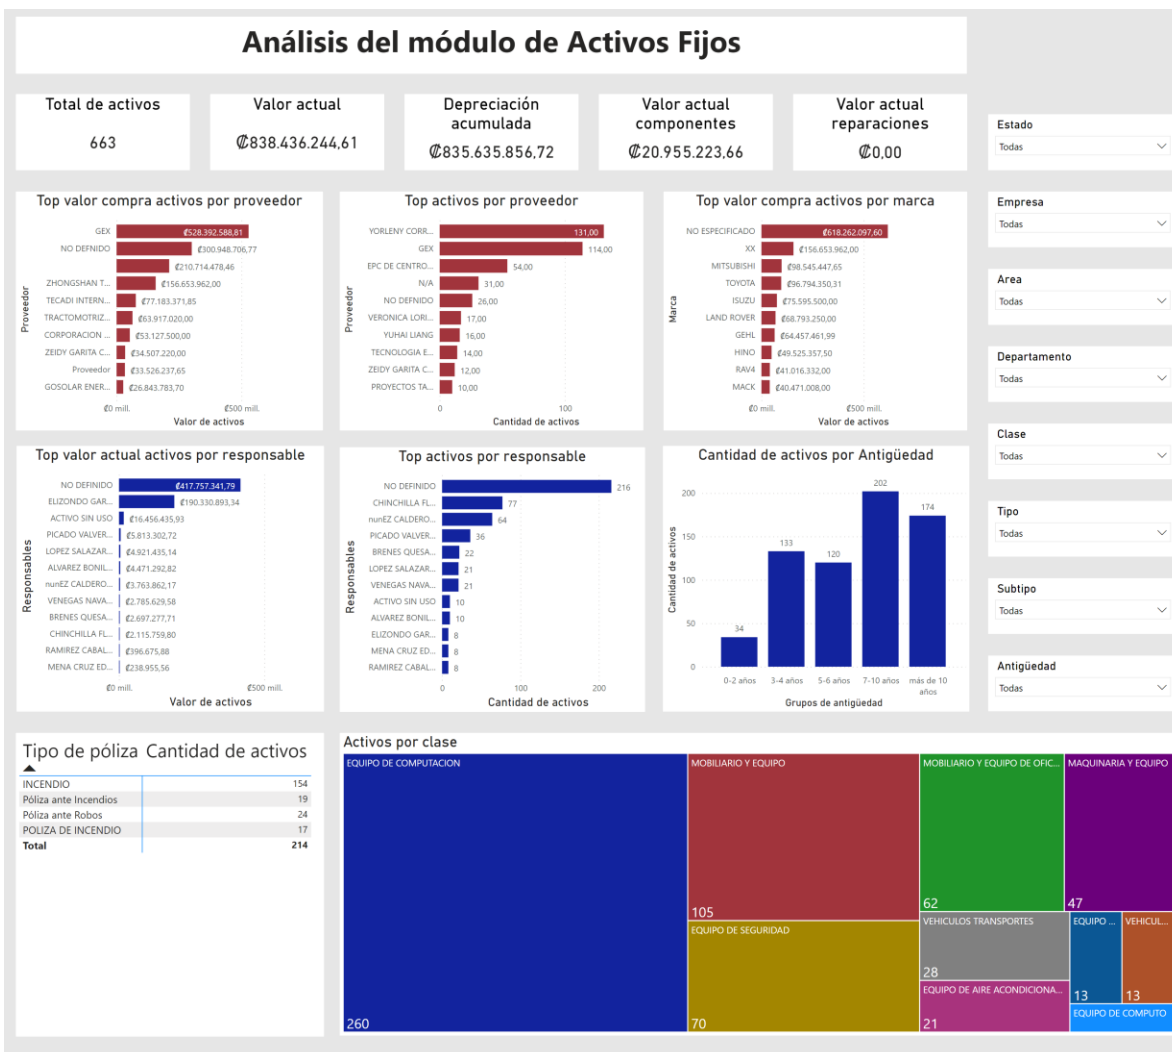 Análisis del módulo de Activos Fijos
Total de activos
663
Valor actual
₡838.436.244,61
Depreciación
acumulada
₡835.635.856,72
Valor actual
componentes
₡20.955.223,66
Valor actual
reparaciones
₡0,00
Estado
Todas
Empresa
Todas
Area
Todas
Departamento
Todas
Clase
Todas
Tipo
Todas
Subtipo
Todas
Antigüedad
Todas
Top valor compra activos por proveedor
Proveedor
GEX ₡528.392.588,81
NO DEFNIDO ₡300.948.706,77
₡210.714.478,46
ZHONGSHAN T... ₡156.653.962,00
TECADI INTERN... ₡77.183.371,85
TRACTOMOTRIZ... ₡63.917.020,00
CORPORACION ... ₡53.127.500,00
ZEIDY GARITA C... ₡34.507.220,00
Proveedor ₡33.526.237,65
GOSOLAR ENER... ₡26.843.783,70
₡0 mill. ₡500 mill.
Valor de activos
Top activos por proveedor
Proveedor
YORLENY CORR... 131,00
GEX 114,00
EPC DE CENTRO... 54,00
N/A 31,00
NO DEFNIDO 26,00
VERONICA LORI... 17,00
YUHAI LIANG 16,00
TECNOLOGIA E... 14,00
ZEIDY GARITA C... 12,00
PROYECTOS TA... 10,00
0 100
Cantidad de activos
Top valor compra activos por marca
Marca
NO ESPECIFICADO ₡618.262.097,60
XX ₡156.653.962,00
MITSUBISHI ₡98.545.447,65
TOYOTA ₡96.794.350,31
ISUZU ₡75.595.500,00
LAND ROVER ₡68.793.250,00
GEHL ₡64.457.461,99
HINO ₡49.525.357,50
RAV4 ₡41.016.332,00
MACK ₡40.471.008,00
₡0 mill. ₡500 mill.
Valor de activos
Top valor actual activos por responsable
Responsables
NO DEFINIDO ₡417.757.341,79
ELIZONDO GAR... ₡190.330.893,34
ACTIVO SIN USO ₡16.456.435,93
PICADO VALVER... ₡5.813.302,72
LOPEZ SALAZAR... ₡4.921.435,14
ALVAREZ BONIL... ₡4.471.292,82
nunEZ CALDERO... ₡3.763.862,17
VENEGAS NAVA... ₡2.785.629,58
BRENES QUESA... ₡2.697.277,71
CHINCHILLA FL... ₡2.115.759,80
RAMIREZ CABAL... ₡396.675,88
MENA CRUZ ED... ₡238.955,56
₡0 mill. ₡500 mill.
Valor de activos
Top activos por responsable
Responsables
NO DEFINIDO 216
CHINCHILLA FL... 77
nunEZ CALDERO... 64
PICADO VALVER... 36
BRENES QUESA... 22
LOPEZ SALAZAR... 21
VENEGAS NAVA... 21
ACTIVO SIN USO 10
ALVAREZ BONIL... 10
ELIZONDO GAR... 8
MENA CRUZ ED... 8
RAMIREZ CABAL... 8
0 100 200
Cantidad de activos
Cantidad de activos por Antigüedad
Cantidad de activos
200
150
100
50
0
34 133 120 202 174
0-2 años 3-4 años 5-6 años 7-10 años más de 10
años
Grupos de antigüedad
Tipo de póliza Cantidad de activos
INCENDIO 154
Póliza ante Incendios 19
Póliza ante Robos 24
POLIZA DE INCENDIO 17
Total 214
Activos por clase
EQUIPO DE COMPUTACION
260
MOBILIARIO Y EQUIPO
105
EQUIPO DE SEGURIDAD
70
MOBILIARIO Y EQUIPO DE OFIC...
62
MAQUINARIA Y EQUIPO
47
VEHICULOS TRANSPORTES
28
EQUIPO DE AIRE ACONDICIONA...
21
EQUIPO ...
13
VEHICUL...
13
EQUIPO DE COMPUTO